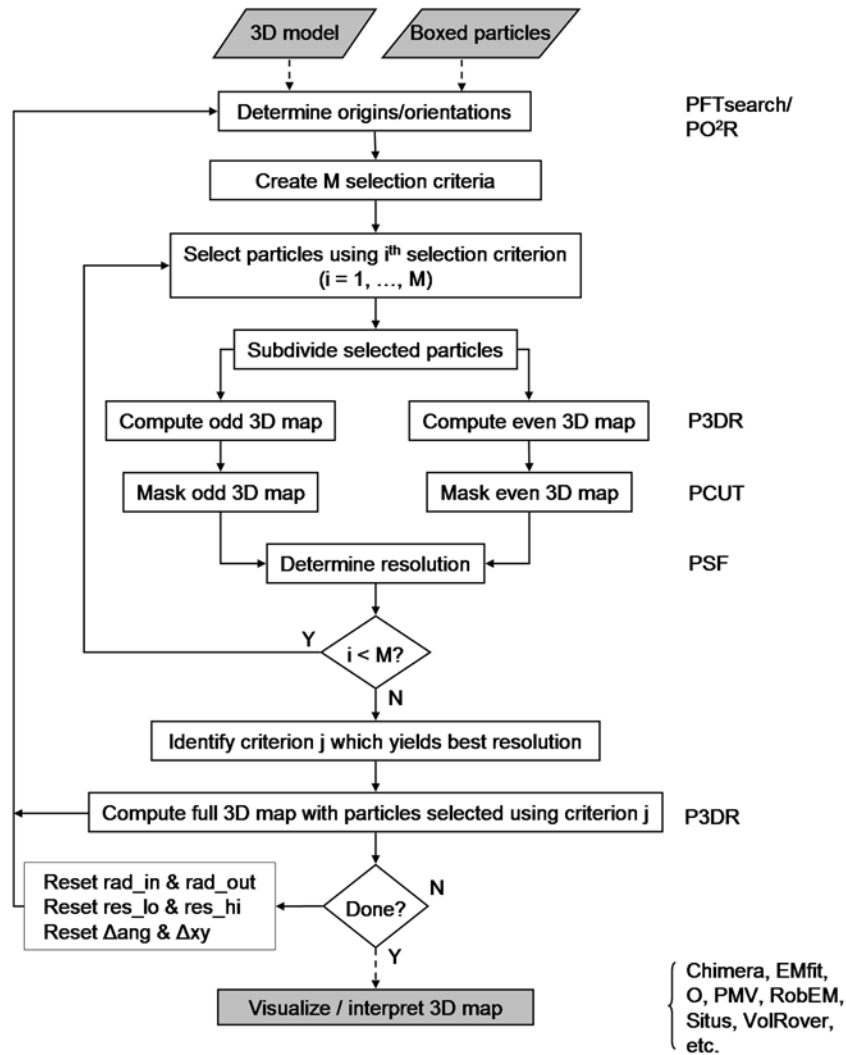 3D model
Boxed particles
Determine origins/orientations
PFTsearch/
PO²R
Create M selection criteria
Select particles using iᵗʰ selection criterion
(i = 1, …, M)
Subdivide selected particles
Compute odd 3D map
Compute even 3D map
P3DR
Mask odd 3D map
Mask even 3D map
PCUT
Determine resolution
PSF
Y
i < M?
N
Identify criterion j which yields best resolution
Compute full 3D map with particles selected using criterion j
P3DR
Reset rad_in & rad_out
Reset res_lo & res_hi
Reset Δang & Δxy
Done?
N
Y
Visualize / interpret 3D map
Chimera, EMfit,
O, PMV, RobEM,
Situs, VolRover,
etc.